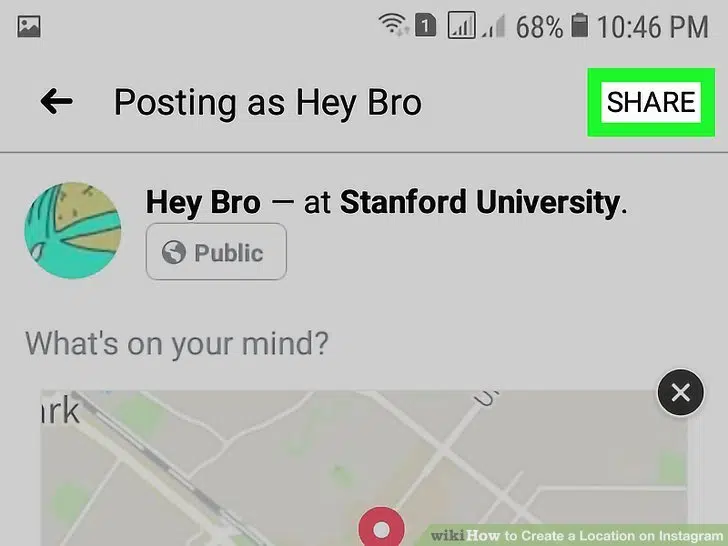 1 68% 10:46 PM
Posting as Hey Bro
SHARE
Hey Bro — at Stanford University.
Public
What's on your mind?
ark
wikiHow to Create a Location on Instagram